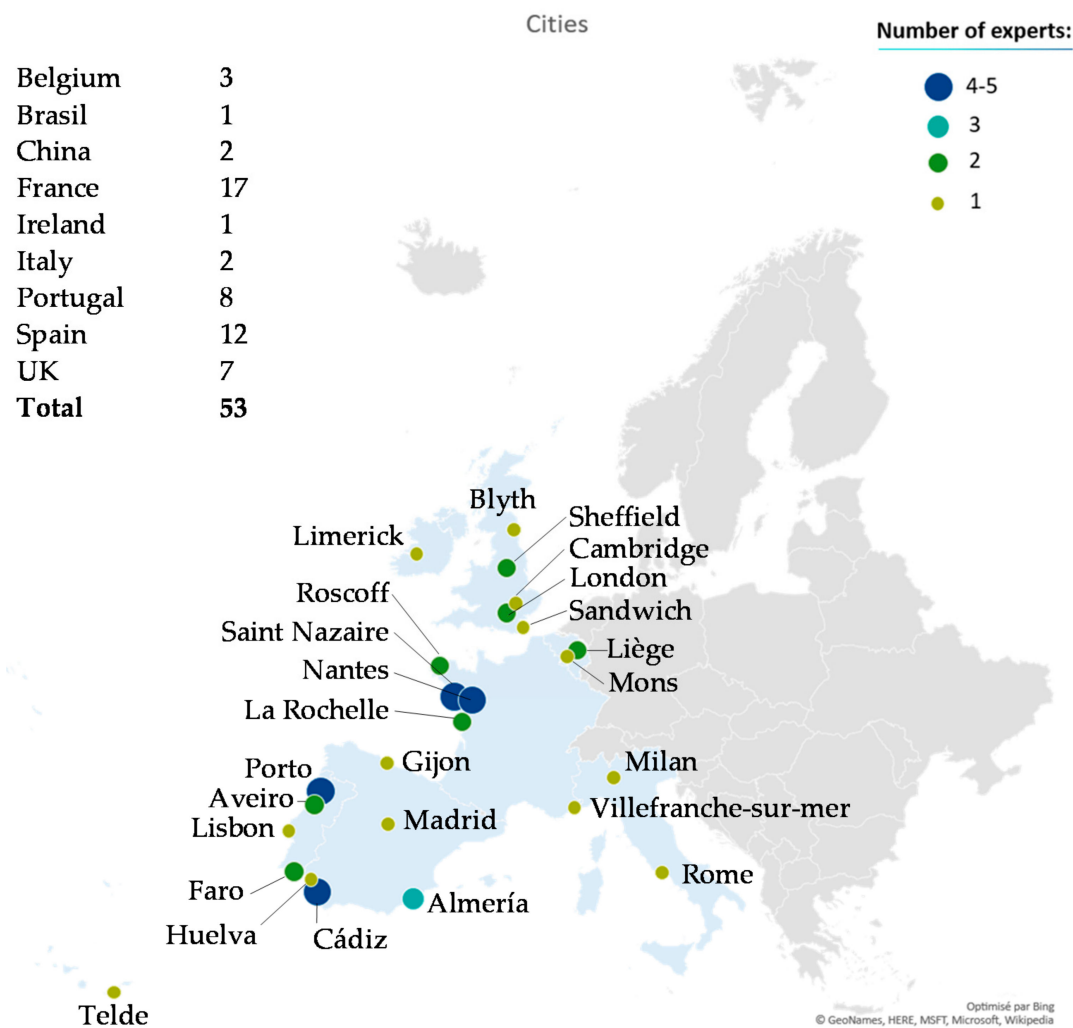 Cities
Number of experts:
4-5
3
2
1
Belgium 3
Brasil 1
China 2
France 17
Ireland 1
Italy 2
Portugal 8
Spain 12
UK 7
Total 53
Blyth
Limerick
Sheffield
Cambridge
London
Sandwich
Roscoff
Saint Nazaire
Nantes
La Rochelle
Liège
Mons
Porto
Aveiro
Lisbon
Gijon
Madrid
Milan
Villefranche-sur-mer
Rome
Faro
Huelva
Cádiz
Almería
Telde
Optimisé par Bing
© GeoNames, HERE, MSFT, Microsoft, Wikipedia